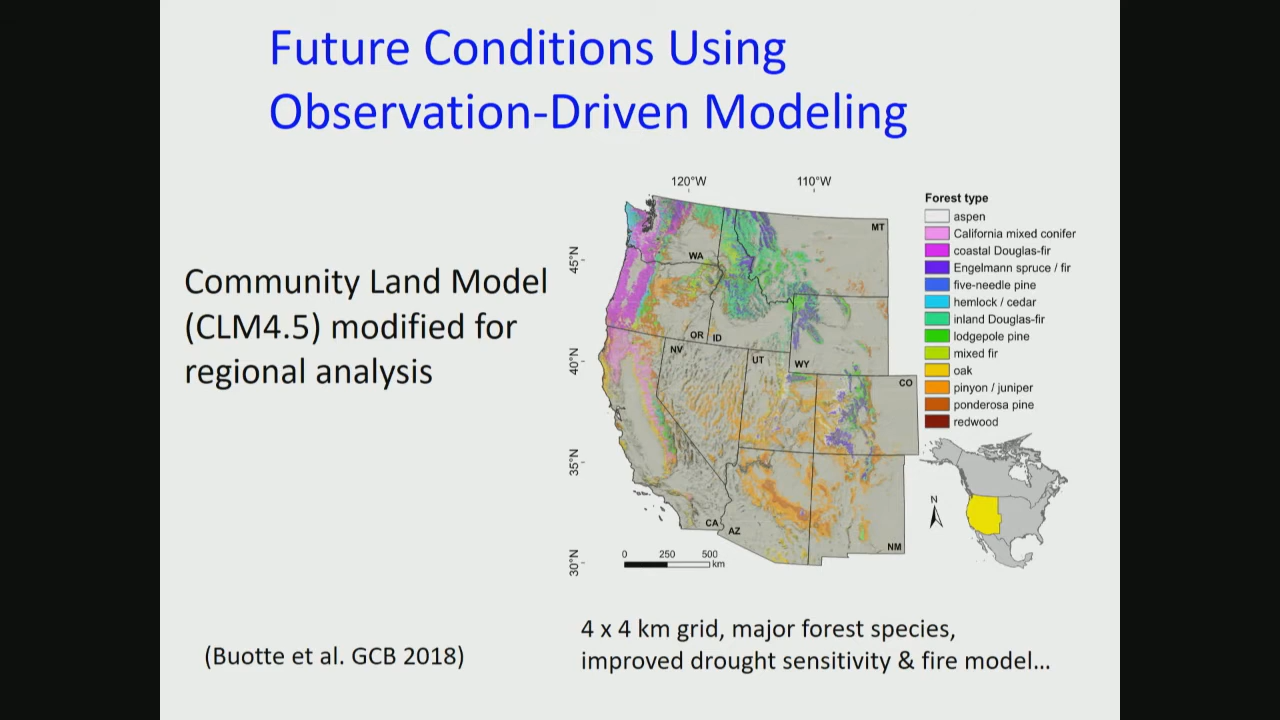 Future Conditions Using
Observation-Driven Modeling
Community Land Model
(CLM4.5) modified for
regional analysis
120°W
110°W
45°N
40°N
35°N
30°N
MT
WA
OR
ID
NV
UT
WY
CO
CA
AZ
NM
0 250 500
km
Forest type
aspen
California mixed conifer
coastal Douglas-fir
Engelmann spruce / fir
five-needle pine
hemlock / cedar
inland Douglas-fir
lodgepole pine
mixed fir
oak
pinyon / juniper
ponderosa pine
redwood
N
4 x 4 km grid, major forest species,
improved drought sensitivity & fire model...
(Buotte et al. GCB 2018)